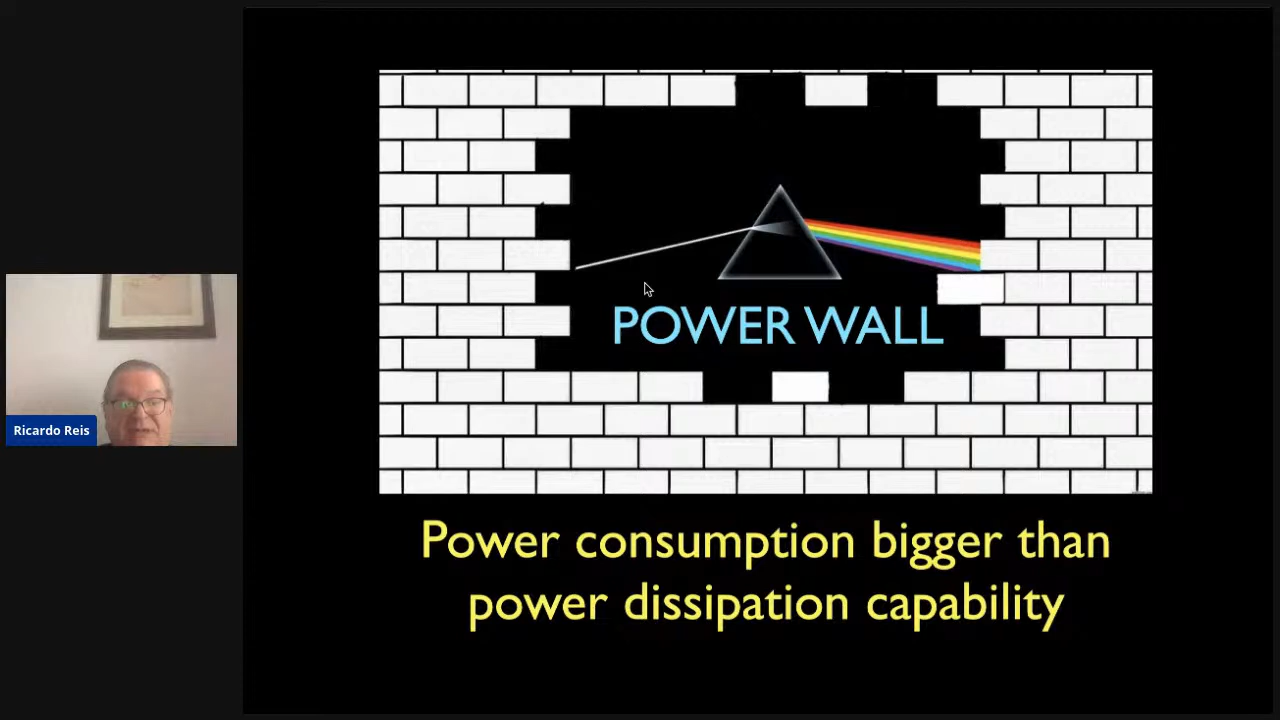 POWER WALL
Ricardo Reis
Power consumption bigger than
power dissipation capability